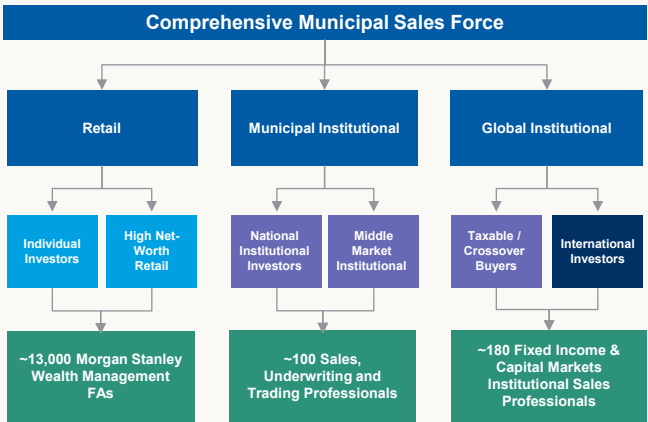 Comprehensive Municipal Sales Force
Retail
Municipal Institutional
Global Institutional
Individual
Investors
High Net-
Worth
Retail
National
Institutional
Investors
Middle
Market
Institutional
Taxable /
Crossover
Buyers
International
Investors
~13,000 Morgan Stanley
Wealth Management
FAs
~100 Sales,
Underwriting and
Trading Professionals
~180 Fixed Income &
Capital Markets
Institutional Sales
Professionals